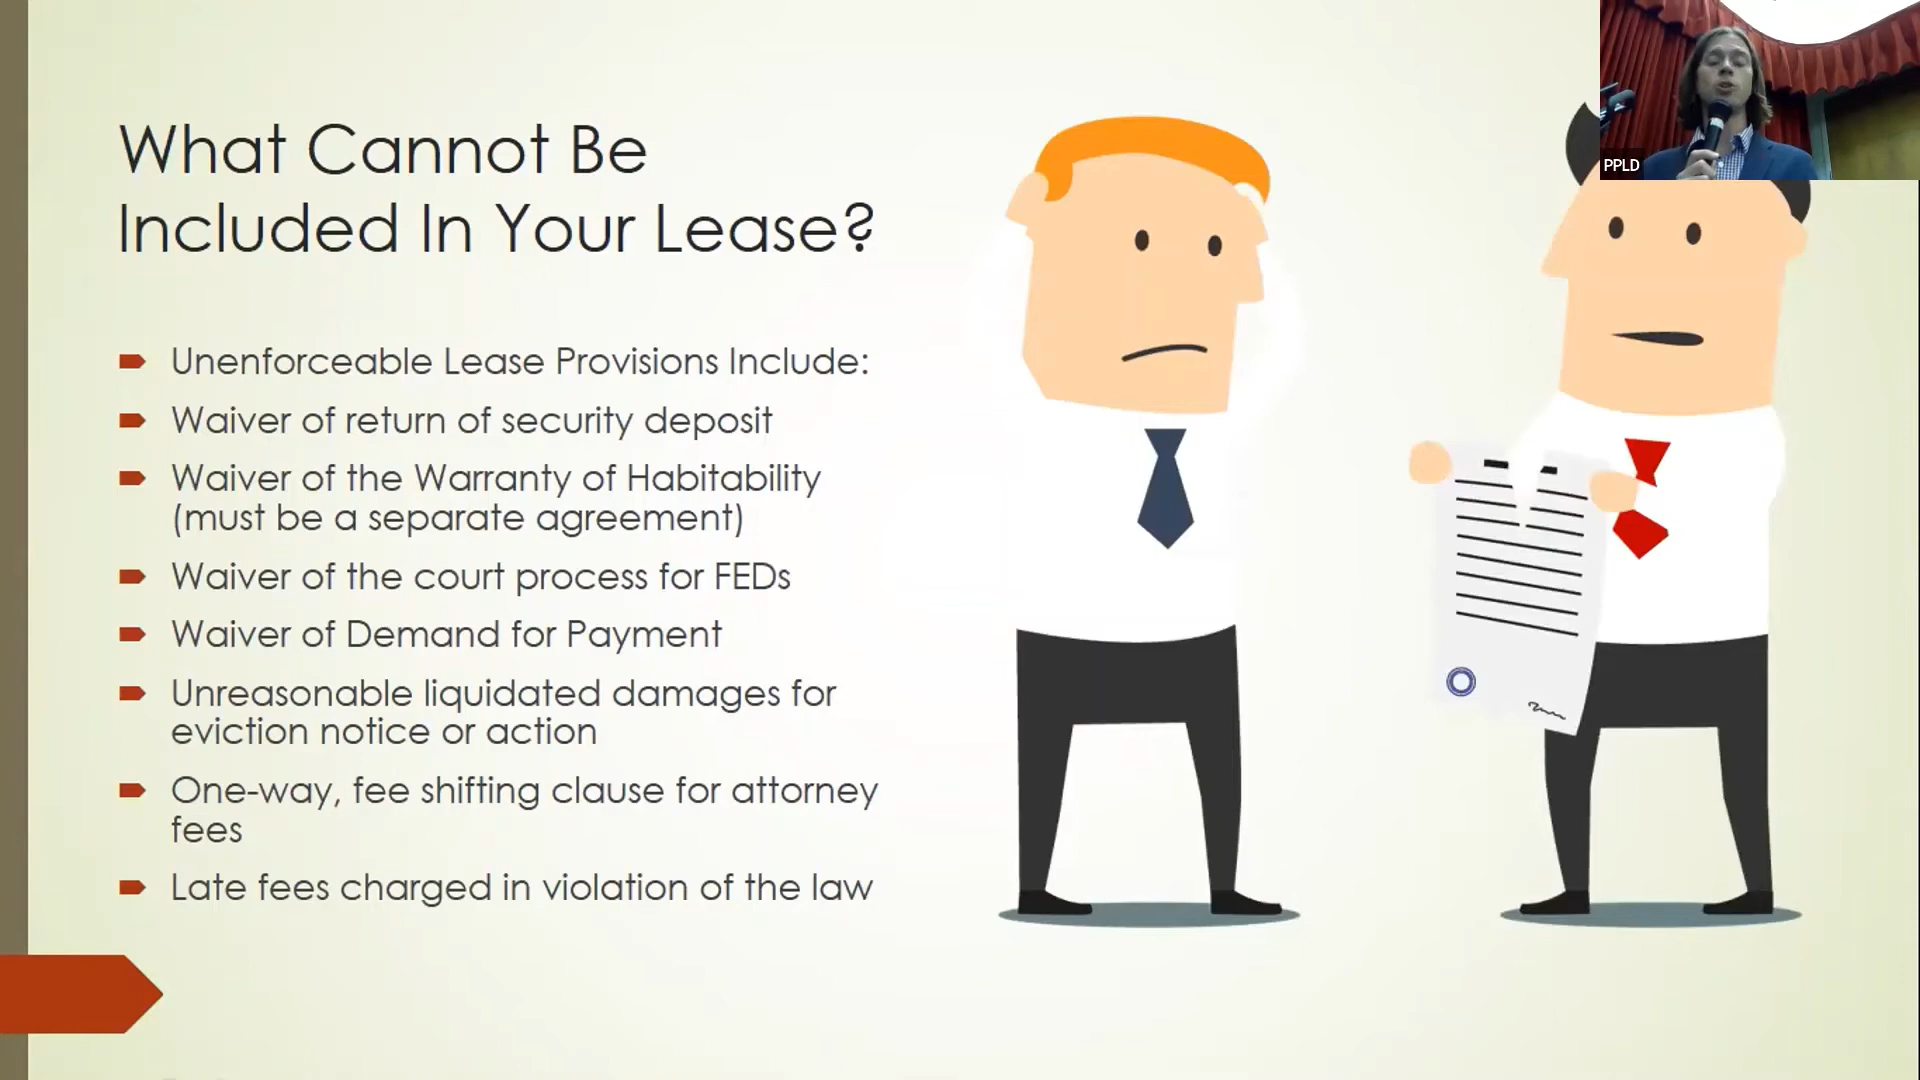 What Cannot Be
Included In Your Lease?
Unenforceable Lease Provisions Include:
Waiver of return of security deposit
Waiver of the Warranty of Habitability
(must be a separate agreement)
Waiver of the court process for FEDs
Waiver of Demand for Payment
Unreasonable liquidated damages for
eviction notice or action
One-way, fee shifting clause for attorney
fees
Late fees charged in violation of the law
PPLD